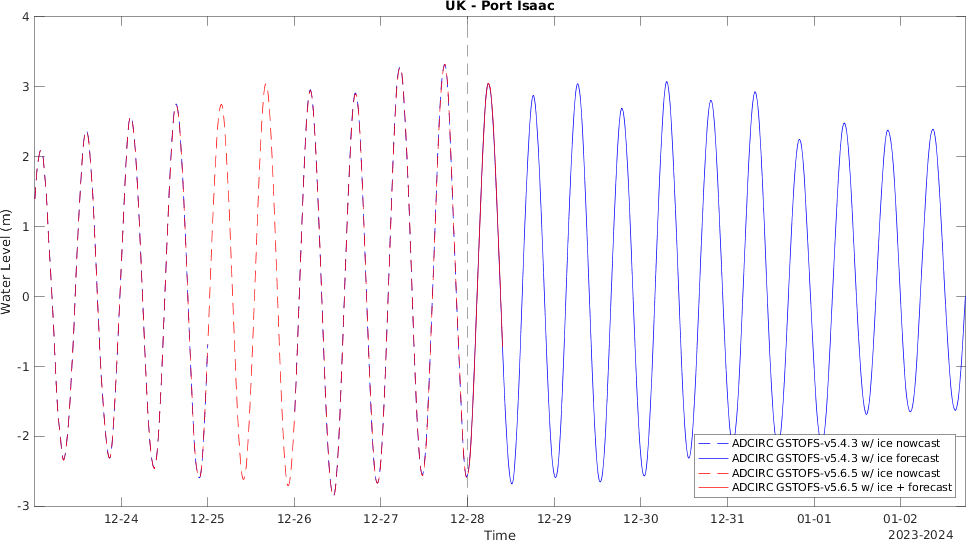 UK - Port Isaac
4
3
2
1
0
-1
-2
-3
Water Level (m)
ADCIRC GSTOFS-v5.4.3 w/ ice nowcast
ADCIRC GSTOFS-v5.4.3 w/ ice forecast
ADCIRC GSTOFS-v5.6.5 w/ ice nowcast
ADCIRC GSTOFS-v5.6.5 w/ ice + forecast
12-24 12-25 12-26 12-27 12-28 12-29 12-30 12-31 01-01 01-02
Time
2023-2024